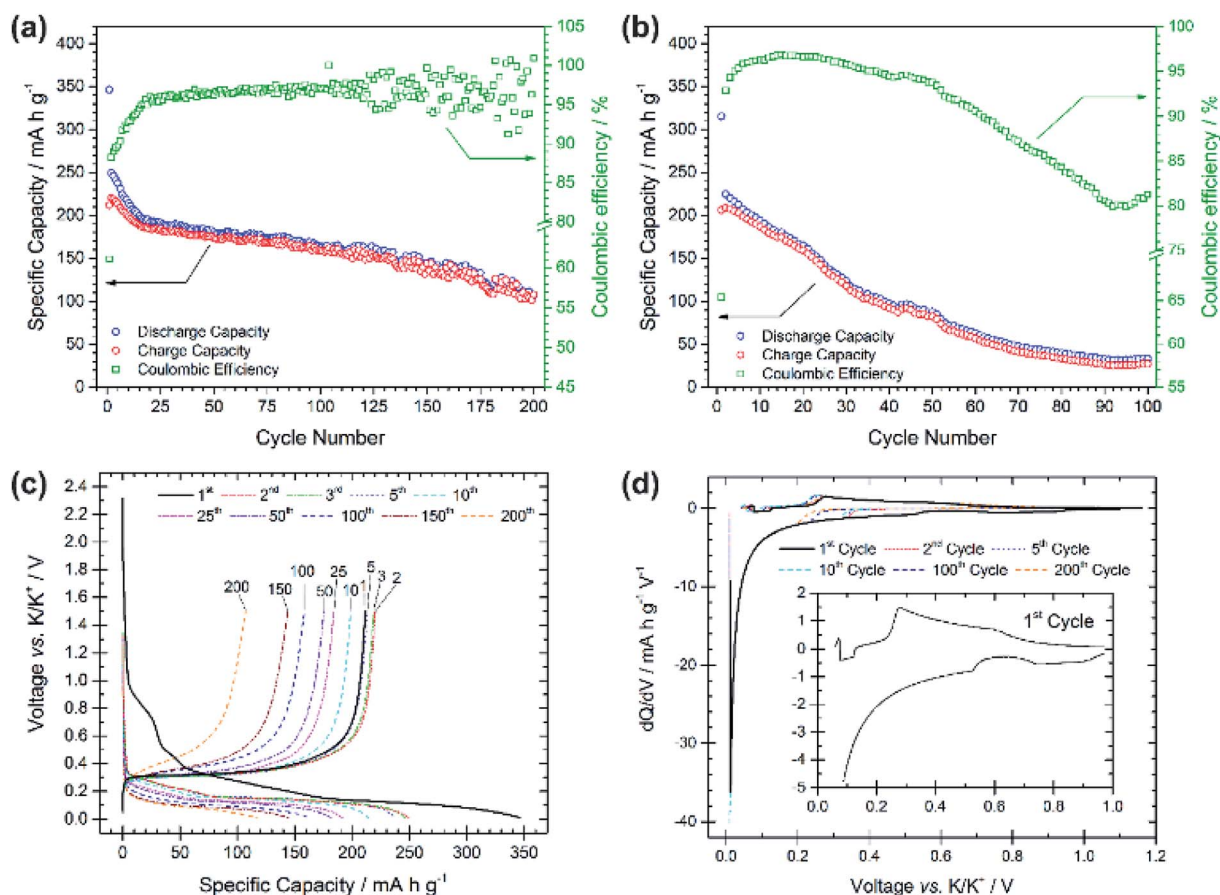 (a)
400
350
300
250
200
150
100
50
0
Specific Capacity / mA h g⁻¹
105
100
95
90
85
80
60
55
50
45
Coulombic efficiency / %
Discharge Capacity
Charge Capacity
Coulombic Efficiency
0 25 50 75 100 125 150 175 200
Cycle Number
(b)
400
350
300
250
200
150
100
50
0
Specific Capacity / mA h g⁻¹
100
95
90
85
80
75
65
60
55
Coulombic efficiency / %
Discharge Capacity
Charge Capacity
Coulombic Efficiency
0 10 20 30 40 50 60 70 80 90 100
Cycle Number
(c)
2.4
2.1
1.8
1.5
1.2
0.9
0.6
0.4
0.2
0.0
Voltage vs. K/K⁺ / V
1ˢᵗ 2ⁿᵈ 3ʳᵈ 5ᵗʰ 10ᵗʰ
25ᵗʰ 50ᵗʰ 100ᵗʰ 150ᵗʰ 200ᵗʰ
200 150 100 50 25 10 1 5 3 2
0 50 100 150 200 250 300 350
Specific Capacity / mA h g⁻¹
(d)
0
-10
-20
-30
-40
dQ/dV / mA h g⁻¹ V⁻¹
1ˢᵗ Cycle 2ⁿᵈ Cycle 5ᵗʰ Cycle
10ᵗʰ Cycle 100ᵗʰ Cycle 200ᵗʰ Cycle
1ˢᵗ Cycle
2
1
0
-1
-2
-3
-4
-5
0.0 0.2 0.4 0.6 0.8 1.0
0.0 0.2 0.4 0.6 0.8 1.0 1.2
Voltage vs. K/K⁺ / V